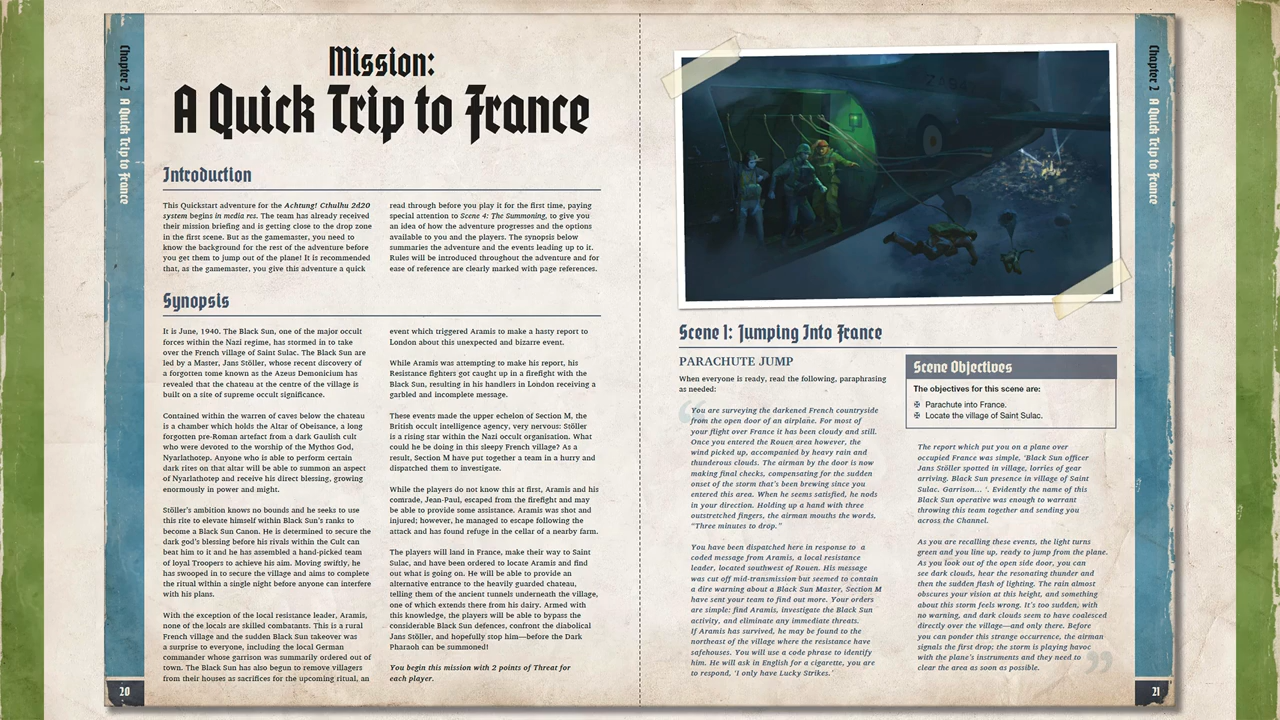 Chapter 2 A Quick Trip to France
Mission:
A Quick Trip to France
Introduction
This Quickstart adventure for the Achtung! Cthulhu 2d20
system begins in media res. The team has already received
their mission briefing and is getting close to the drop zone
in the first scene. But as the gamemaster, you need to
know the background for the rest of the adventure before
you get them to jump out of the plane! It is recommended
that, as the gamemaster, you give this adventure a quick
read through before you play it for the first time, paying
special attention to Scene 4: The Summoning, to give you
an idea of how the adventure progresses and the options
available to you and the players. The synopsis below
summaries the adventure and the events leading up to it.
Rules will be introduced throughout the adventure and for
ease of reference are clearly marked with page references.
Synopsis
It is June, 1940. The Black Sun, one of the major occult
forces within the Nazi regime, has stormed in to take
over the French village of Saint Sulac. The Black Sun are
led by a Master, Jans Stöller, whose recent discovery of
a forgotten tome known as the Azeus Demonicium has
revealed that the chateau at the centre of the village is
built on a site of supreme occult significance.
Contained within the warren of caves below the chateau
is a chamber which holds the Altar of Obeisance, a long
forgotten pre-Roman artefact from a dark Gaulish cult
who were devoted to the worship of the Mythos God,
Nyarlathotep. Anyone who is able to perform certain
dark rites on that altar will be able to summon an aspect
of Nyarlathotep and receive his direct blessing, growing
enormously in power and might.
Stöller's ambition knows no bounds and he seeks to use
this rise to elevate himself within Black Sun's ranks to
become a Black Sun Canon. He is determined to secure the
dark god's blessing before his rivals within the Cult can
beat him to it and he has assembled a hand-picked team
of loyal Troopers to achieve his aim. Moving swiftly, he
has swooped in to secure the village and aims to complete
the ritual within a single night before anyone can interfere
with his plans.
With the exception of the local resistance leader, Aramis,
none of the locals are skilled combatants. This is a rural
French village and the sudden Black Sun takeover was
a surprise to everyone, including the local German
commander whose garrison was summarily ordered out of
town. The Black Sun has also begun to remove villagers
from their houses as sacrifices for the upcoming ritual, an
event which triggered Aramis to make a hasty report to
London about this unexpected and bizarre event.
While Aramis was attempting to make his report, his
Resistance fighters got caught up in a firefight with the
Black Sun, resulting in his handlers in London receiving a
garbled and incomplete message.
These events made the upper echelon of Section M, the
British occult intelligence agency, very nervous: Stöller
is a rising star within the Nazi occult organisation. What
could he be doing in this sleepy French village? As a
result, Section M have put together a team in a hurry and
dispatched them to investigate.
While the players do not know this at first, Aramis and his
comrade, Jean-Paul, escaped from the firefight and may
be able to provide some assistance. Aramis was shot and
injured; however, he managed to escape following the
attack and has found refuge in the cellar of a nearby farm.
The players will land in France, make their way to Saint
Sulac, and have been ordered to locate Aramis and find
out what is going on. He will be able to provide an
alternative entrance to the heavily guarded chateau,
telling them of the ancient tunnels underneath the village,
one of which extends there from his dairy. Armed with
this knowledge, the players will be able to bypass the
considerable Black Sun defences, confront the diabolical
Jans Stöller, and hopefully stop him—before the Dark
Pharaoh can be summoned!
You begin this mission with 2 points of Threat for
each player.
20
Scene 1: Jumping Into France
PARACHUTE JUMP
When everyone is ready, read the following, paraphrasing
as needed:
You are surveying the darkened French countryside
from the open door of an airplane. For most of
your flight over France it has been cloudy and still.
Once you entered the Rouen area however, the
wind picked up, accompanied by heavy rain and
thunderous clouds. The airman by the door is now
making final checks, compensating for the sudden
onset of the storm that's been brewing since you
entered this area. When he seems satisfied, he nods
in your direction. Holding up a hand with three
outstretched fingers, the airman mouths the words,
"Three minutes to drop."
You have been dispatched here in response to a
coded message from Aramis, a local resistance
leader, located southwest of Rouen. His message
was cut off mid-transmission but seemed to contain
a dire warning about a Black Sun Master, Section M
have sent your team to find out more. Your orders
are simple: find Aramis, investigate the Black Sun
activity, and eliminate any immediate threats.
If Aramis has survived, he may be found to the
northeast of the village where the resistance have
safehouses. You will use a code phrase to identify
him. He will ask in English for a cigarette, you are
to respond, 'I only have Lucky Strikes.'
Scene Objectives
The objectives for this scene are:
Parachute into France.
Locate the village of Saint Sulac.
The report which put you on a plane over
occupied France was simple, 'Black Sun officer
Jans Stöller spotted in village, lorries of gear
arriving. Black Sun presence in village of Saint
Sulac. Garrison... '. Evidently the name of this
Black Sun operative was enough to warrant
throwing this team together and sending you
across the Channel.
As you are recalling these events, the light turns
green and you line up, ready to jump from the plane.
As you look out of the open side door, you can
see dark clouds, hear the resonating thunder and
then the sudden flash of lighting. The rain almost
obscures your vision at this height, and something
about this storm feels wrong. It's too sudden, with
no warning, and dark clouds seem to have coalesced
directly over the village—and only there. Before
you can ponder this strange occurrence, the airman
signals the first drop; the storm is playing havoc
with the plane's instruments and they need to
clear the area as soon as possible.
Chapter 2 A Quick Trip to France
21